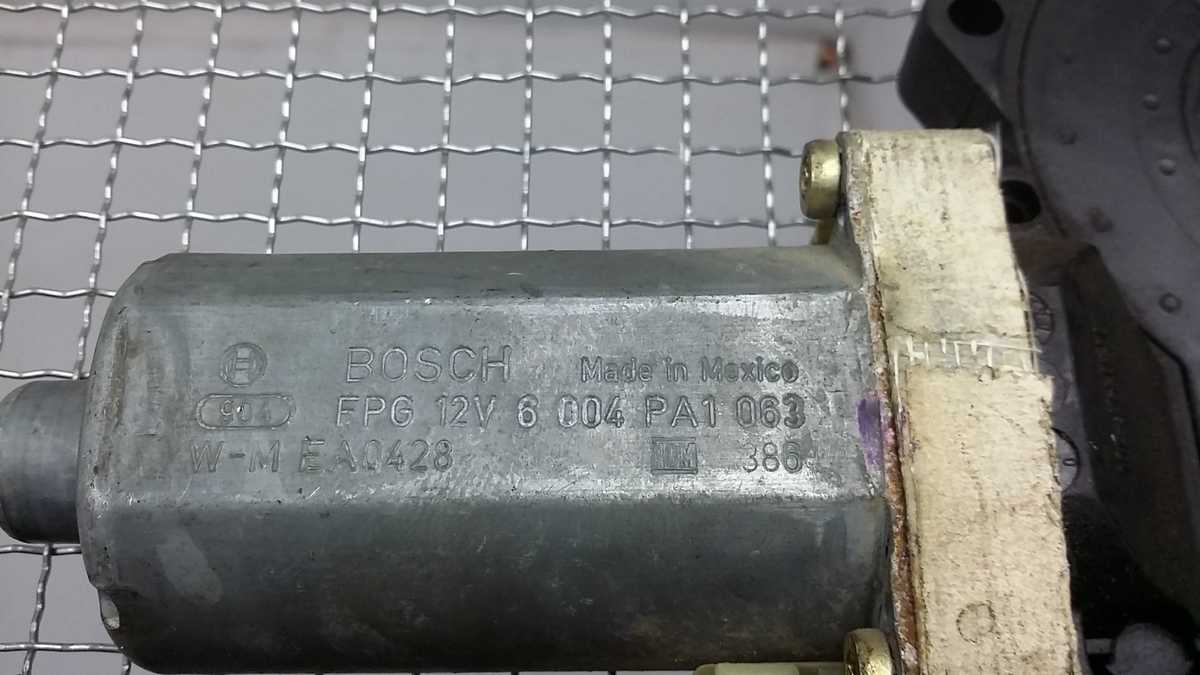 BOSCH Made in Mexico
FPG 12V 6 004 PA1 063
W-M EA0428 386